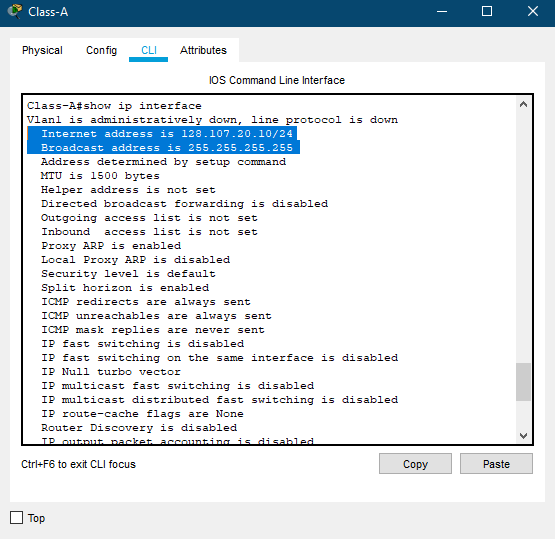 Class-A
Physical Config CLI Attributes
IOS Command Line Interface
Class-A#show ip interface
Vlan1 is administratively down, line protocol is down
Internet address is 128.107.20.10/24
Broadcast address is 255.255.255.255
Address determined by setup command
MTU is 1500 bytes
Helper address is not set
Directed broadcast forwarding is disabled
Outgoing access list is not set
Inbound  access list is not set
Proxy ARP is enabled
Local Proxy ARP is disabled
Security level is default
Split horizon is enabled
ICMP redirects are always sent
ICMP unreachables are always sent
ICMP mask replies are never sent
IP fast switching is disabled
IP fast switching on the same interface is disabled
IP Null turbo vector
IP multicast fast switching is disabled
IP multicast distributed fast switching is disabled
IP route-cache flags are None
Router Discovery is disabled
IP output packet accounting is disabled
Ctrl+F6 to exit CLI focus
Copy Paste
Top